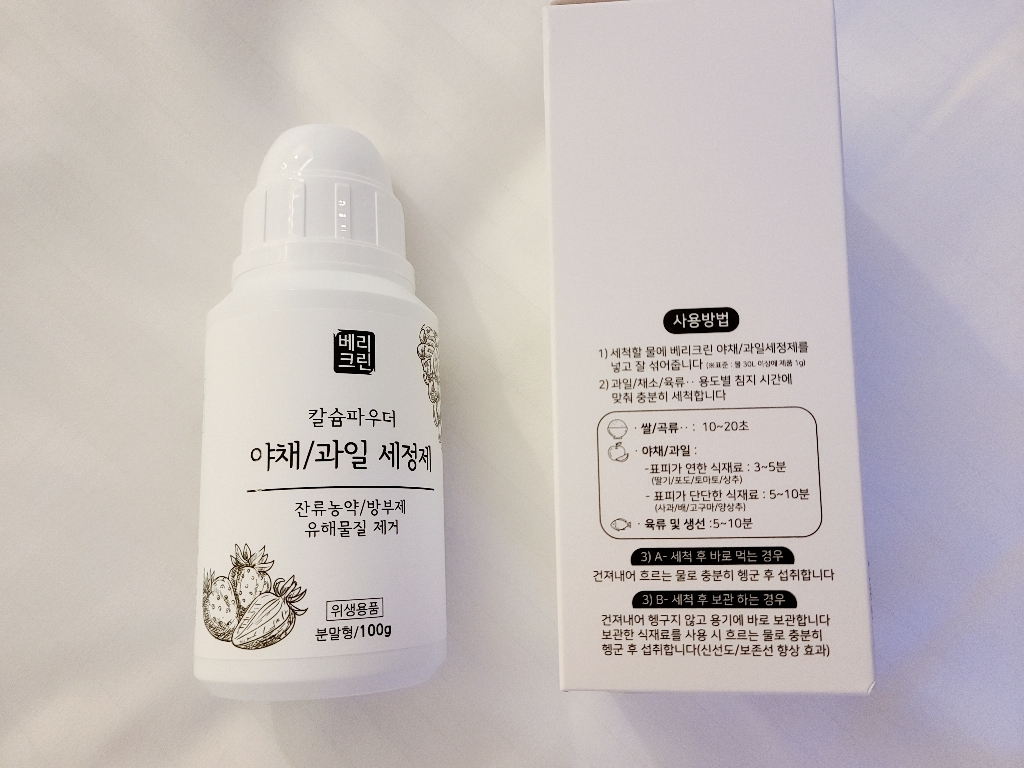 베리
크린
칼슘파우더
야채/과일 세정제
잔류농약/방부제
유해물질 제거
위생용품
분말형/100g
사용방법
1) 세척할 물에 베리크린 야채/과일세정제를
넣고 잘 섞어줍니다 (※표준 : 물 30L 이상에 제품 1g)
2) 과일/채소/육류·· 용도별 침지 시간에
맞춰 충분히 세척합니다
· 쌀/곡류·· : 10~20초
· 야채/과일 :
-표피가 연한 식재료 : 3~5분
(딸기/포도/토마토/상추)
- 표피가 단단한 식재료 : 5~10분
(사과/배/고구마/양상추)
· 육류 및 생선 :5~10분
3) A- 세척 후 바로 먹는 경우
건져내어 흐르는 물로 충분히 헹군 후 섭취합니다
3) B- 세척 후 보관 하는 경우
건져내어 헹구지 않고 용기에 바로 보관합니다
보관한 식재료를 사용 시 흐르는 물로 충분히
헹군 후 섭취합니다(신선도/보존선 향상 효과)